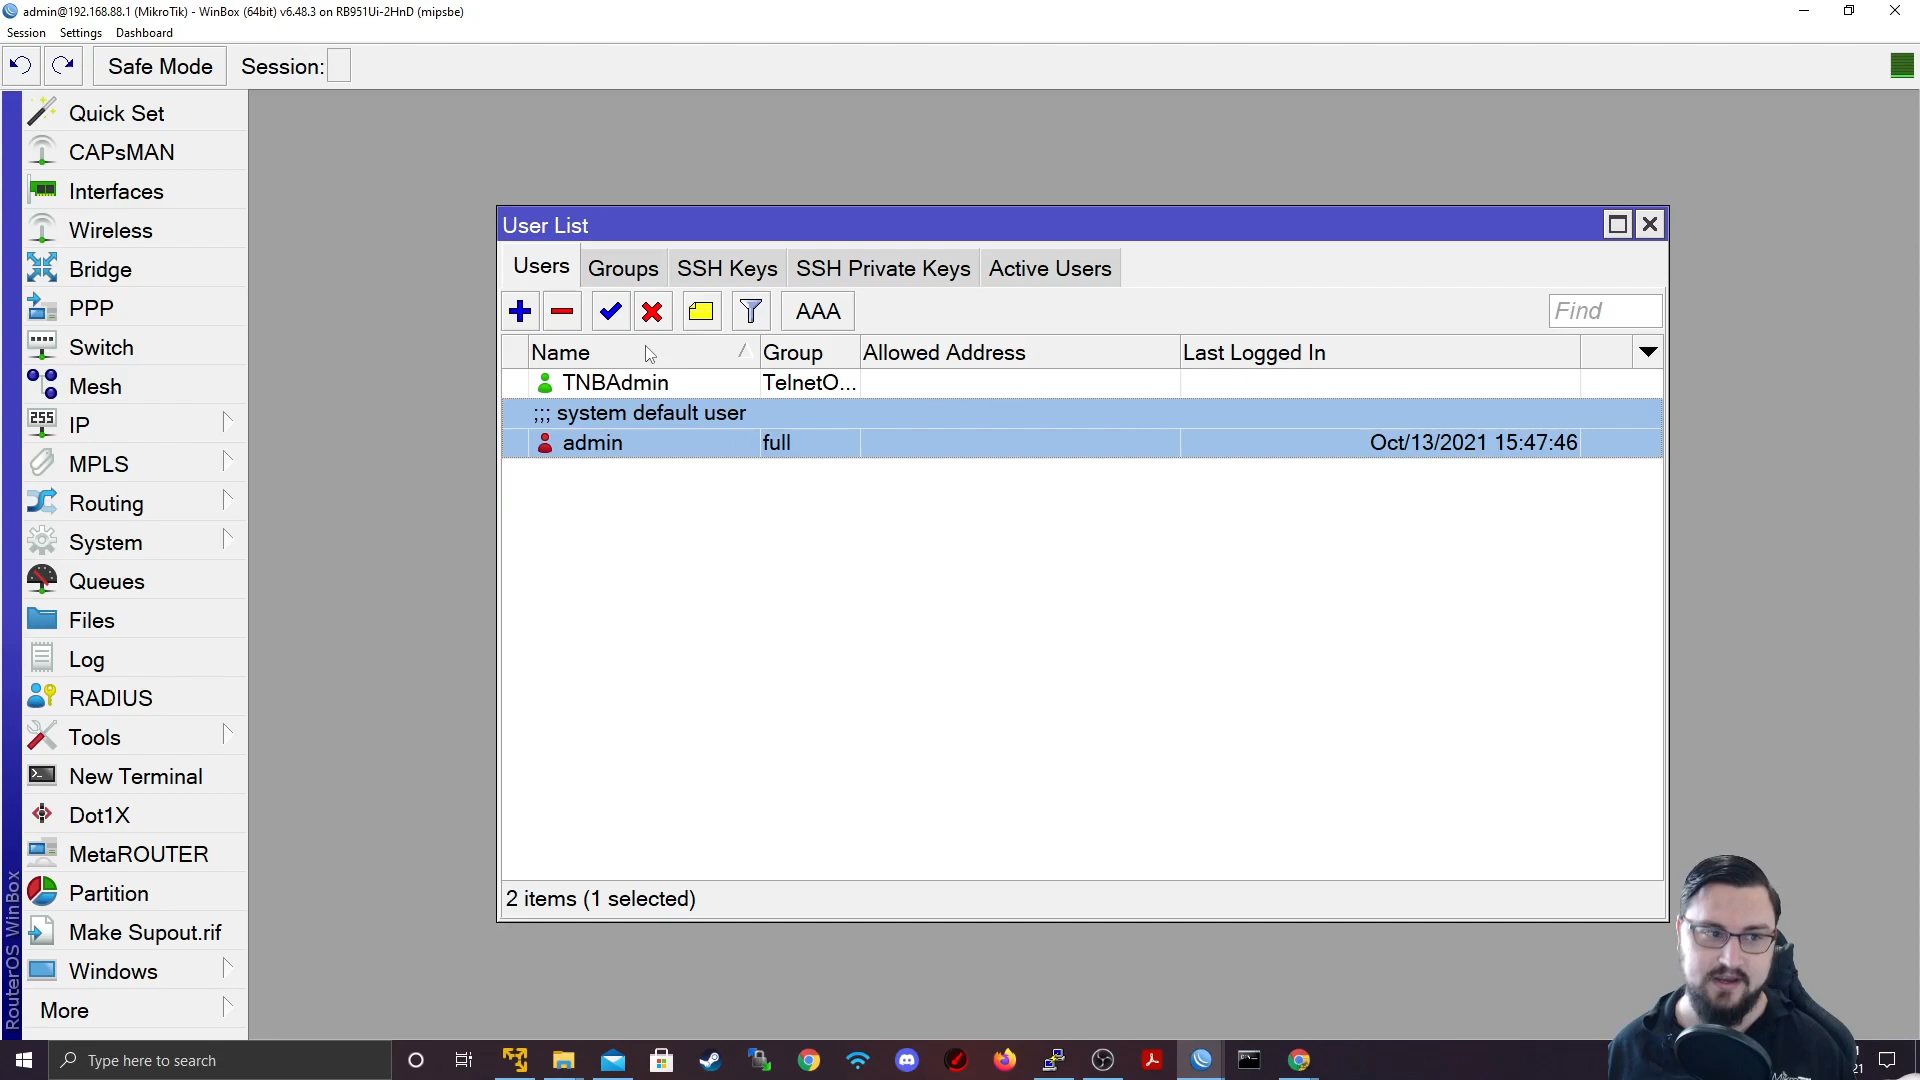 admin@192.168.88.1 (MikroTik) - WinBox (64bit) v6.48.3 on RB951Ui-2HnD (mipsbe)
Session Settings Dashboard
Safe Mode Session:
Quick Set
CAPsMAN
Interfaces
Wireless
Bridge
PPP
Switch
Mesh
IP
MPLS
Routing
System
Queues
Files
Log
RADIUS
Tools
New Terminal
Dot1X
MetaROUTER
Partition
Make Supout.rif
Windows
More
RouterOS WinBox
User List
Users Groups SSH Keys SSH Private Keys Active Users
AAA Find
Name Group Allowed Address Last Logged In
TNBAdmin TelnetO...
;;; system default user
admin full Oct/13/2021 15:47:46
2 items (1 selected)
Type here to search